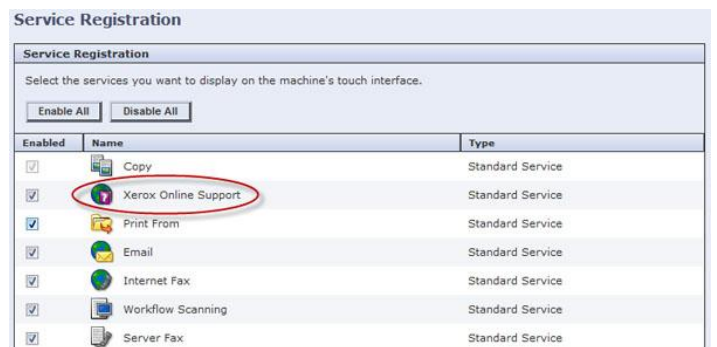 Service Registration
Service Registration
Select the services you want to display on the machine's touch interface.
Enable All Disable All
Enabled Name Type
Copy Standard Service
Xerox Online Support Standard Service
Print From Standard Service
Email Standard Service
Internet Fax Standard Service
Workflow Scanning Standard Service
Server Fax Standard Service